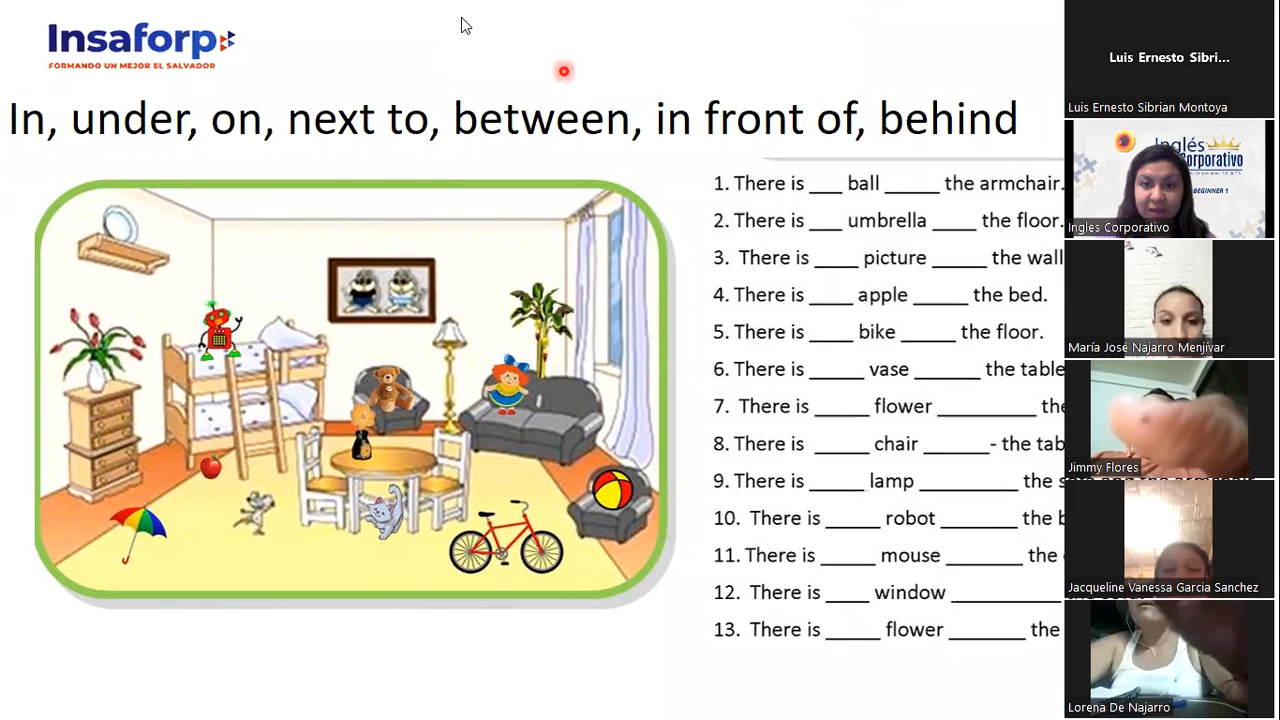 Insaforp
FORMANDO UN MEJOR EL SALVADOR
In, under, on, next to, between, in front of, behind
1. There is ___ ball _____ the armchair.
2. There is ___ umbrella ____ the floor.
3. There is ____ picture _____ the wall
4. There is ____ apple _____ the bed.
5. There is _____ bike _____ the floor.
6. There is _____ vase ______ the table
7. There is _____ flower _________ the
8. There is _____ chair ______- the tab
9. There is _____ lamp _________ the s
10. There is _____ robot _______ the b
11. There is _____ mouse _______ the
12. There is ____ window __________
13. There is _____ flower _______ the
Luis Ernesto Sibri...
Luis Ernesto Sibrian Montoya
Inglés
Corporativo
BEGINNER 1
Ingles Corporativo
María José Najarro Menjívar
Jimmy Flores
Jacqueline Vanessa Garcia Sanchez
Lorena De Najarro